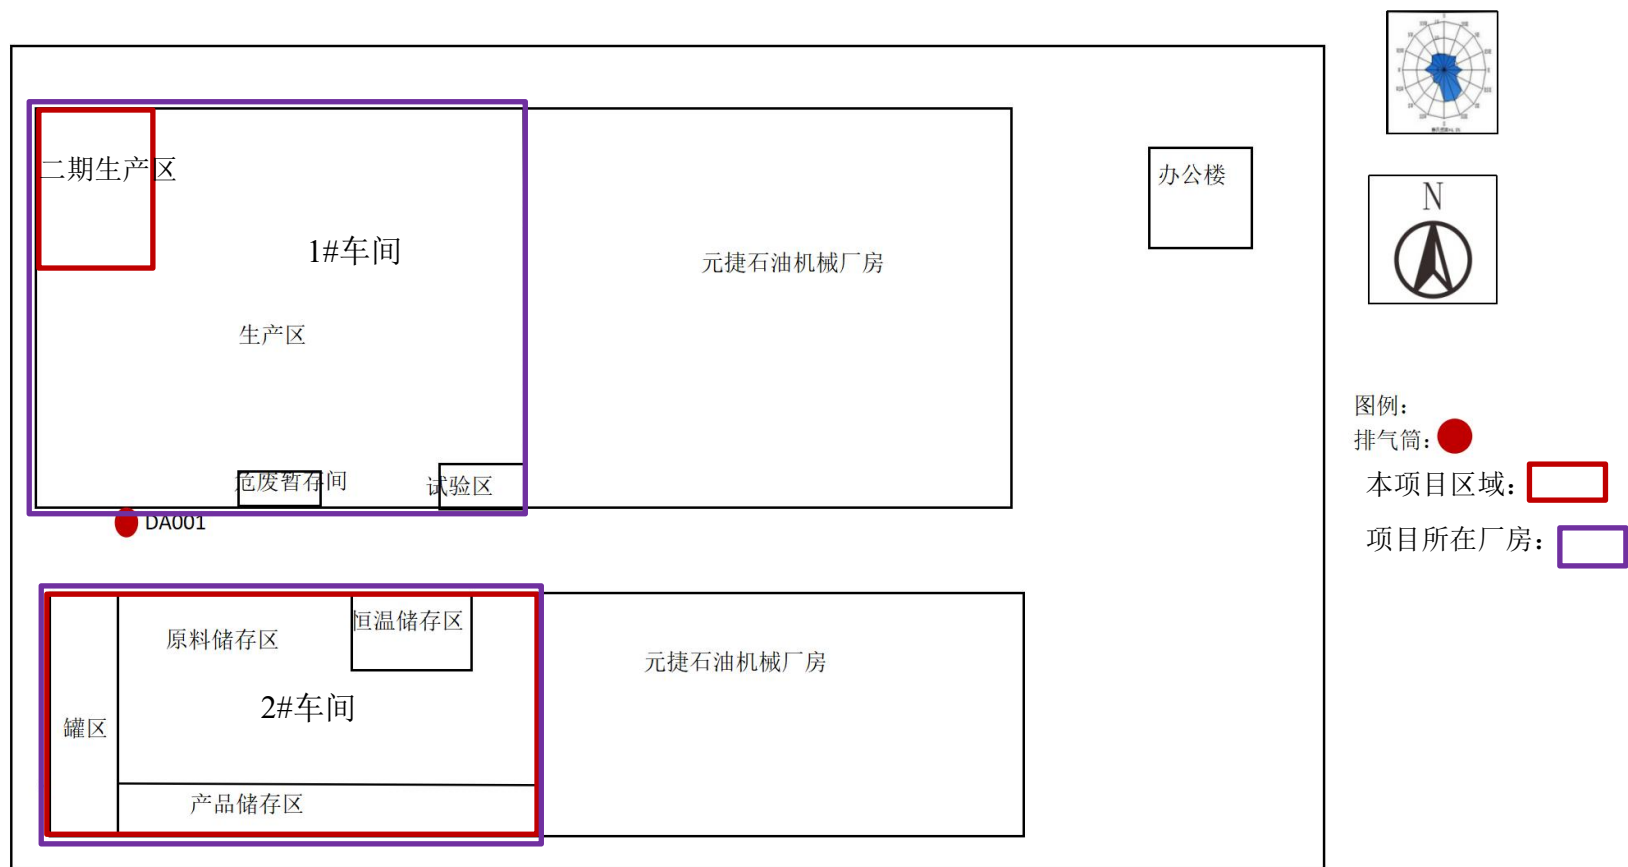 二期生产区
1#车间
生产区
危废暂存间
试验区
DA001
元捷石油机械厂房
办公楼
N
图例：
排气筒：
本项目区域：
项目所在厂房：
原料储存区
恒温储存区
2#车间
罐区
产品储存区
元捷石油机械厂房